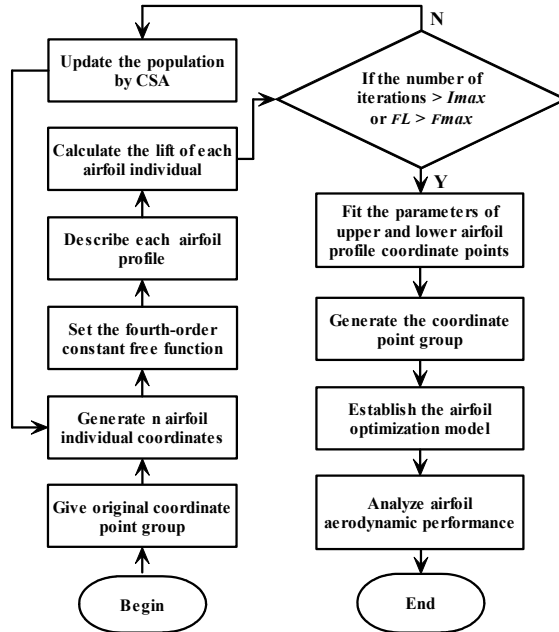 N
Update the population
by CSA
If the number of
iterations > Imax
or FL > Fmax
Calculate the lift of each
airfoil individual
Y
Fit the parameters of
upper and lower airfoil
profile coordinate points
Describe each airfoil
profile
Generate the coordinate
point group
Set the fourth-order
constant free function
Establish the airfoil
optimization model
Generate n airfoil
individual coordinates
Analyze airfoil
aerodynamic performance
Give original coordinate
point group
Begin
End